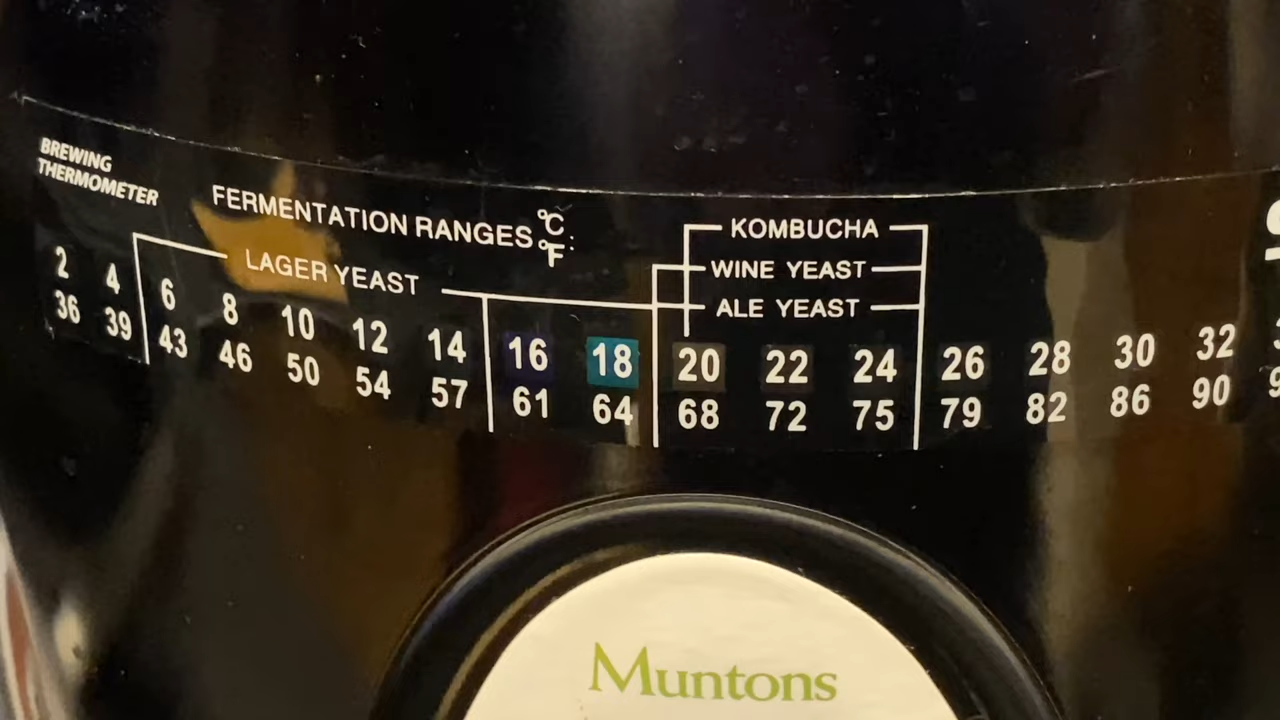 BREWING
THERMOMETER
FERMENTATION RANGES °C
°F:
LAGER YEAST
KOMBUCHA
WINE YEAST
ALE YEAST
2 4 6 8 10 12 14 16 18 20 22 24 26 28 30 32
36 39 43 46 50 54 57 61 64 68 72 75 79 82 86 90
Muntons